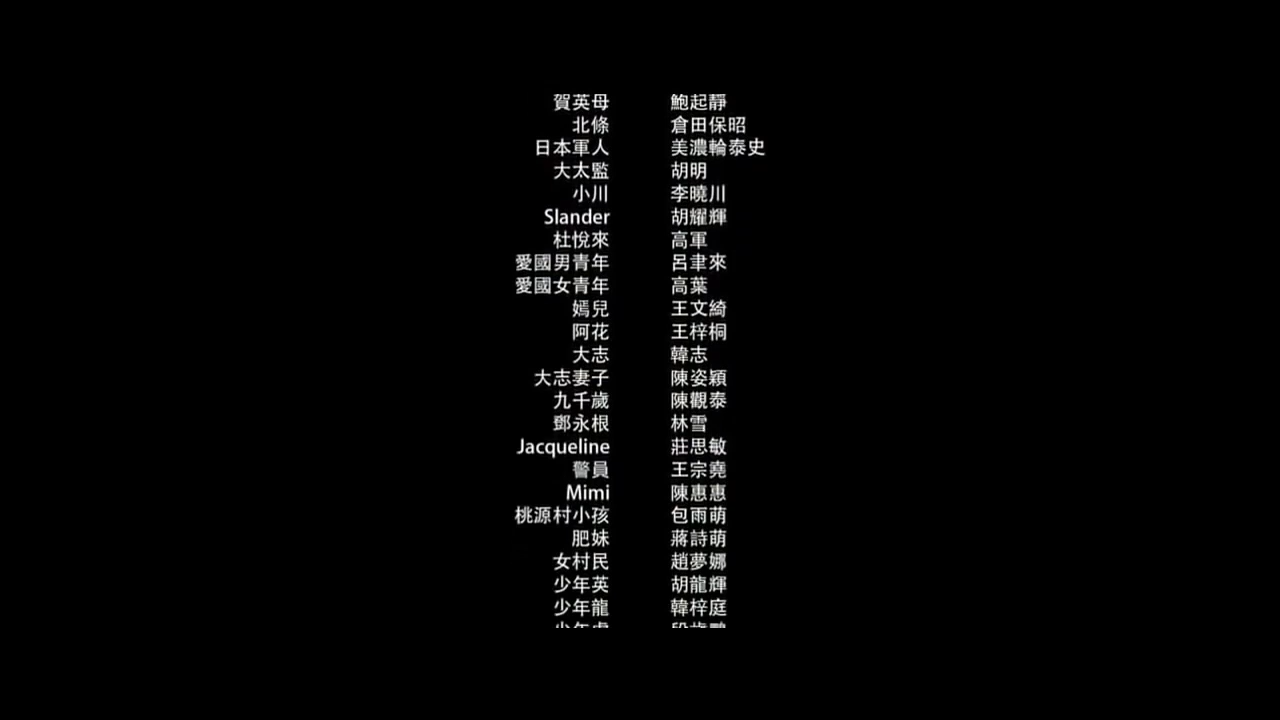 賀英母 鮑起靜
北條 倉田保昭
日本軍人 美濃輪泰史
大太監 胡明
小川 李曉川
Slander 胡耀輝
杜悅來 高軍
愛國男青年 呂聿來
愛國女青年 高葉
嫣兒 王文綺
阿花 王梓桐
大志 韓志
大志妻子 陳姿穎
九千歲 陳觀泰
鄧永根 林雪
Jacqueline 莊思敏
警員 王宗堯
Mimi 陳惠惠
桃源村小孩 包雨萌
肥妹 蔣詩萌
女村民 趙夢娜
少年英 胡龍輝
少年龍 韓梓庭